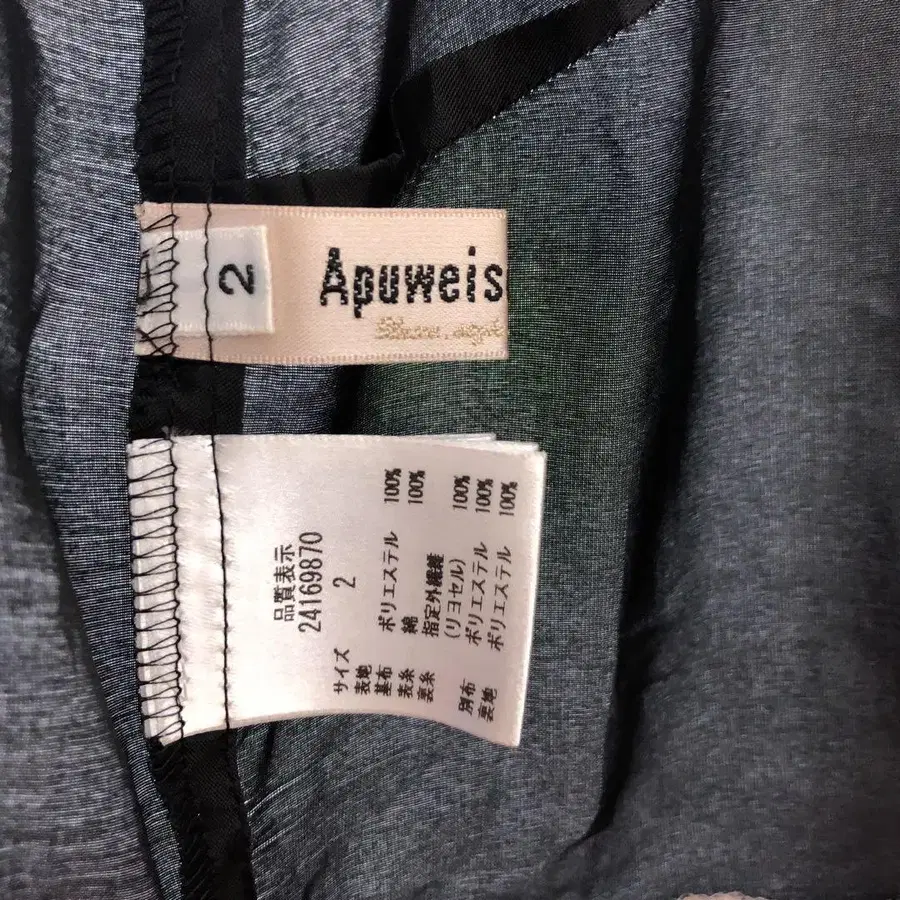 2
Apuweis
品質表示
24169870
サイズ 2
表地
基布 ポリエステル 100%
表糸 綿 100%
裏糸 指定外繊維
(リヨセル) 100%
別布 ポリエステル 100%
裏地 ポリエステル 100%